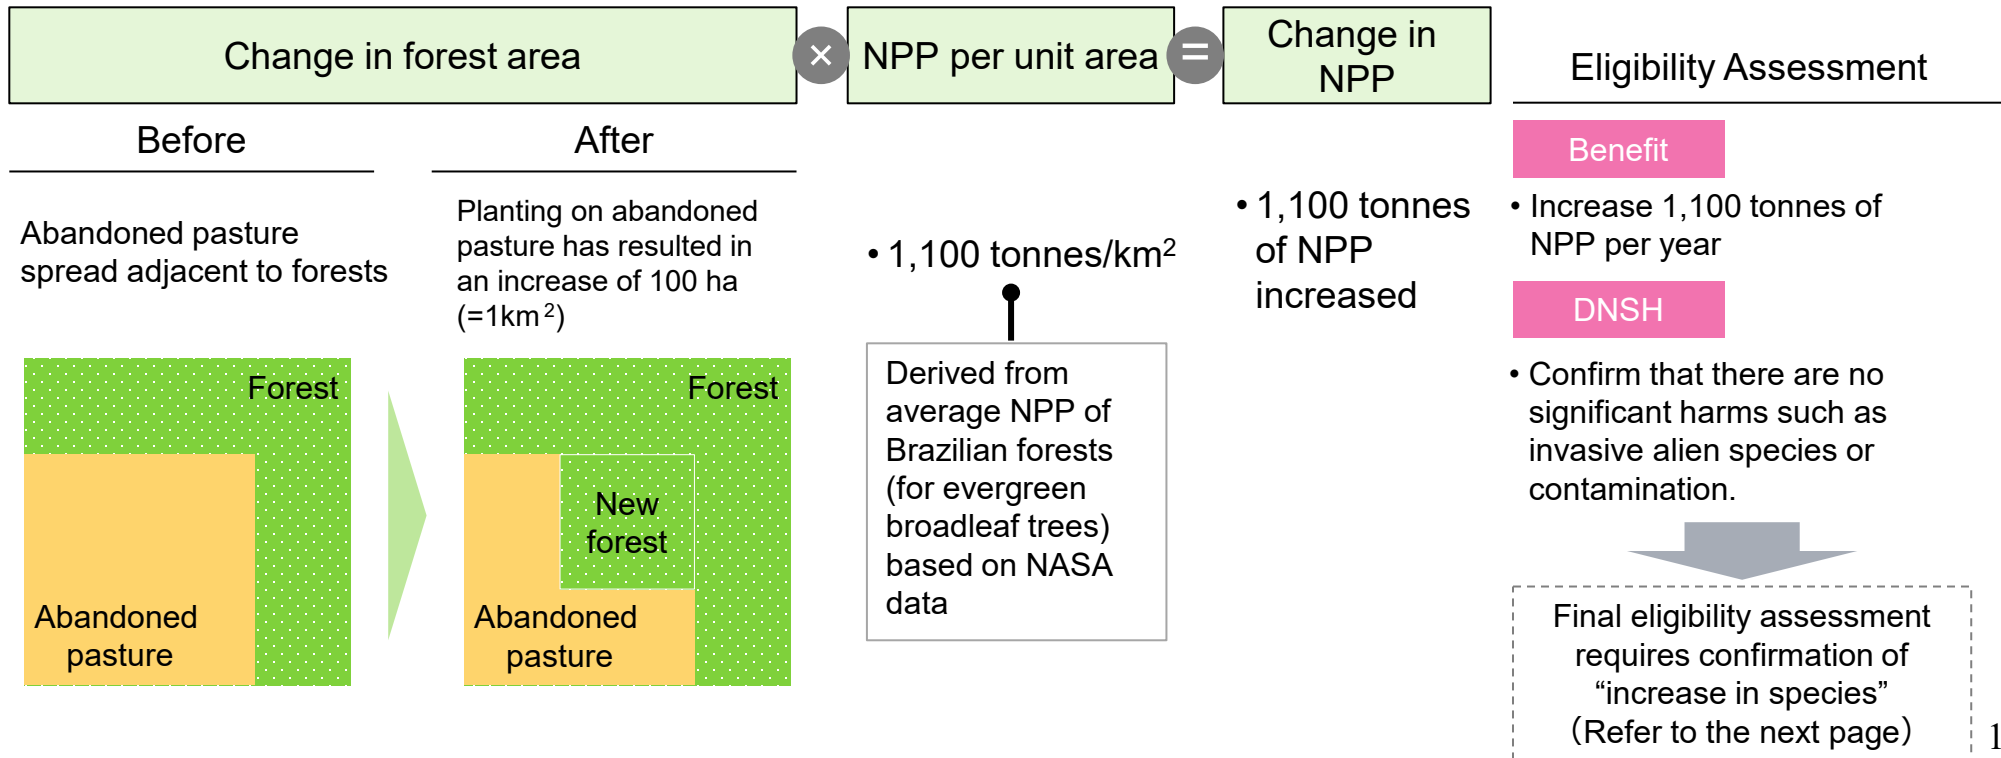 Change in forest area
×
NPP per unit area
=
Change in
NPP
Eligibility Assessment
Before
After
Abandoned pasture
spread adjacent to forests
Planting on abandoned
pasture has resulted in
an increase of 100 ha
(=1km²)
• 1,100 tonnes/km²
• 1,100 tonnes
of NPP
increased
Benefit
• Increase 1,100 tonnes of
NPP per year
DNSH
• Confirm that there are no
significant harms such as
invasive alien species or
contamination.
Forest
Abandoned
pasture
Forest
New
forest
Abandoned
pasture
Derived from
average NPP of
Brazilian forests
(for evergreen
broadleaf trees)
based on NASA
data
Final eligibility assessment
requires confirmation of
“increase in species”
（Refer to the next page）
1